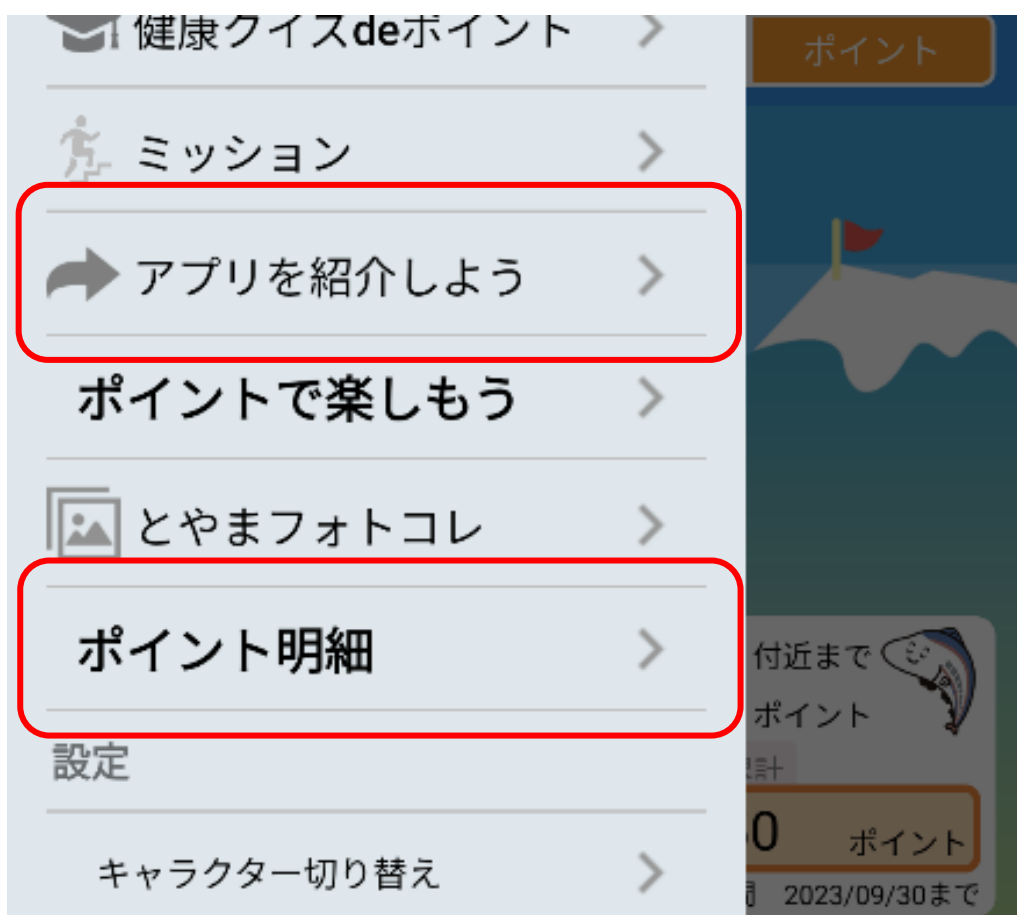 健康クイズdeポイント
ポイント
ミッション
アプリを紹介しよう
ポイントで楽しもう
とやまフォトコレ
ポイント明細
付近まで
ポイント
設定
計
0 ポイント
キャラクター切り替え
2023/09/30まで